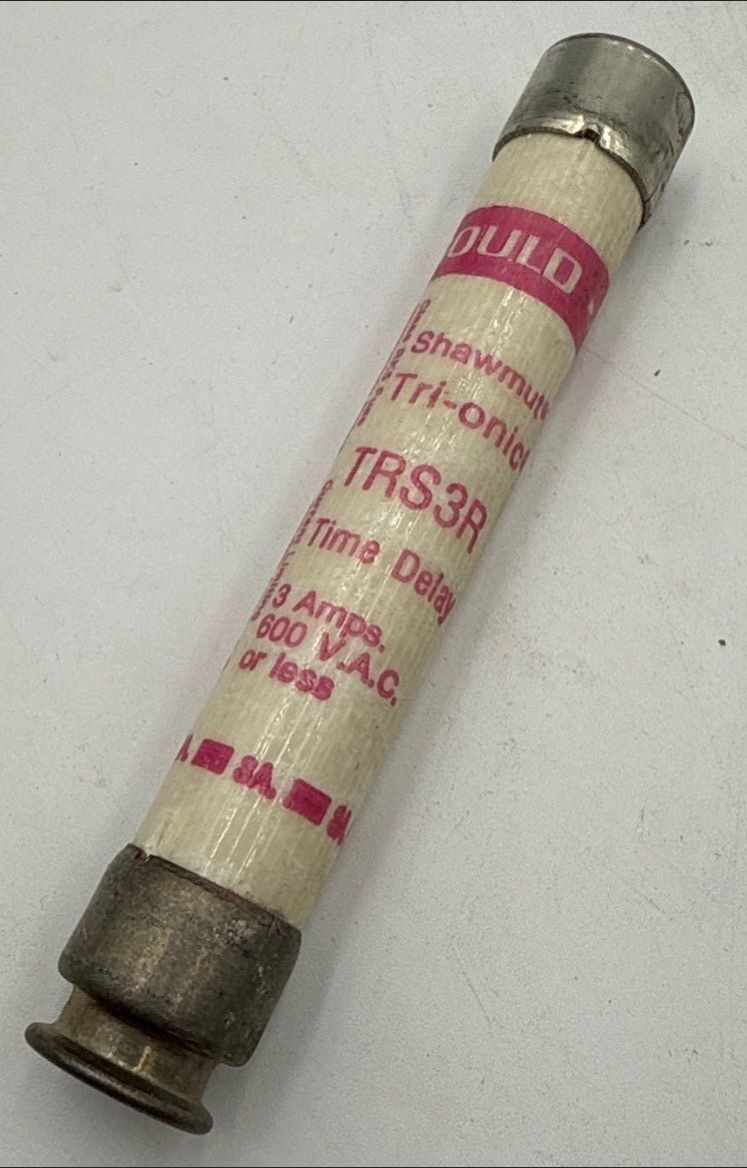 OULD
Shawmut
Tri-onic
TRS3R
Time Delay
3 Amps.
600 V.A.C.
or less
3A.